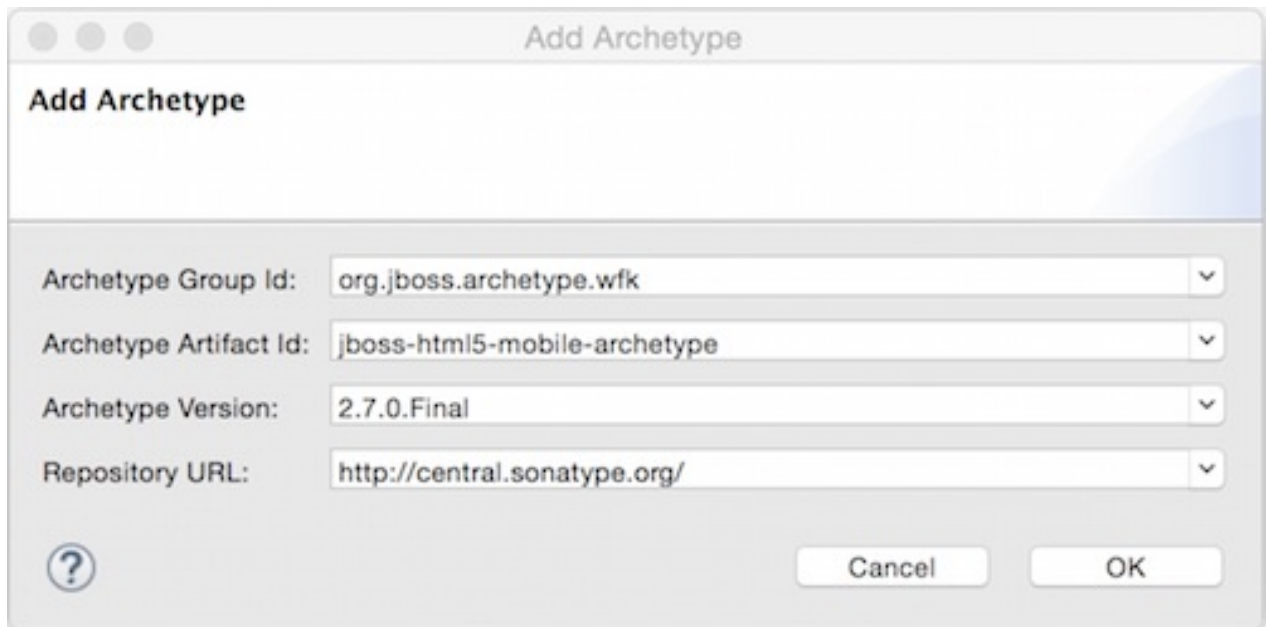 Add Archetype
Add Archetype
Archetype Group Id: org.jboss.archetype.wfk
Archetype Artifact Id: jboss-html5-mobile-archetype
Archetype Version: 2.7.0.Final
Repository URL: http://central.sonatype.org/
? Cancel OK